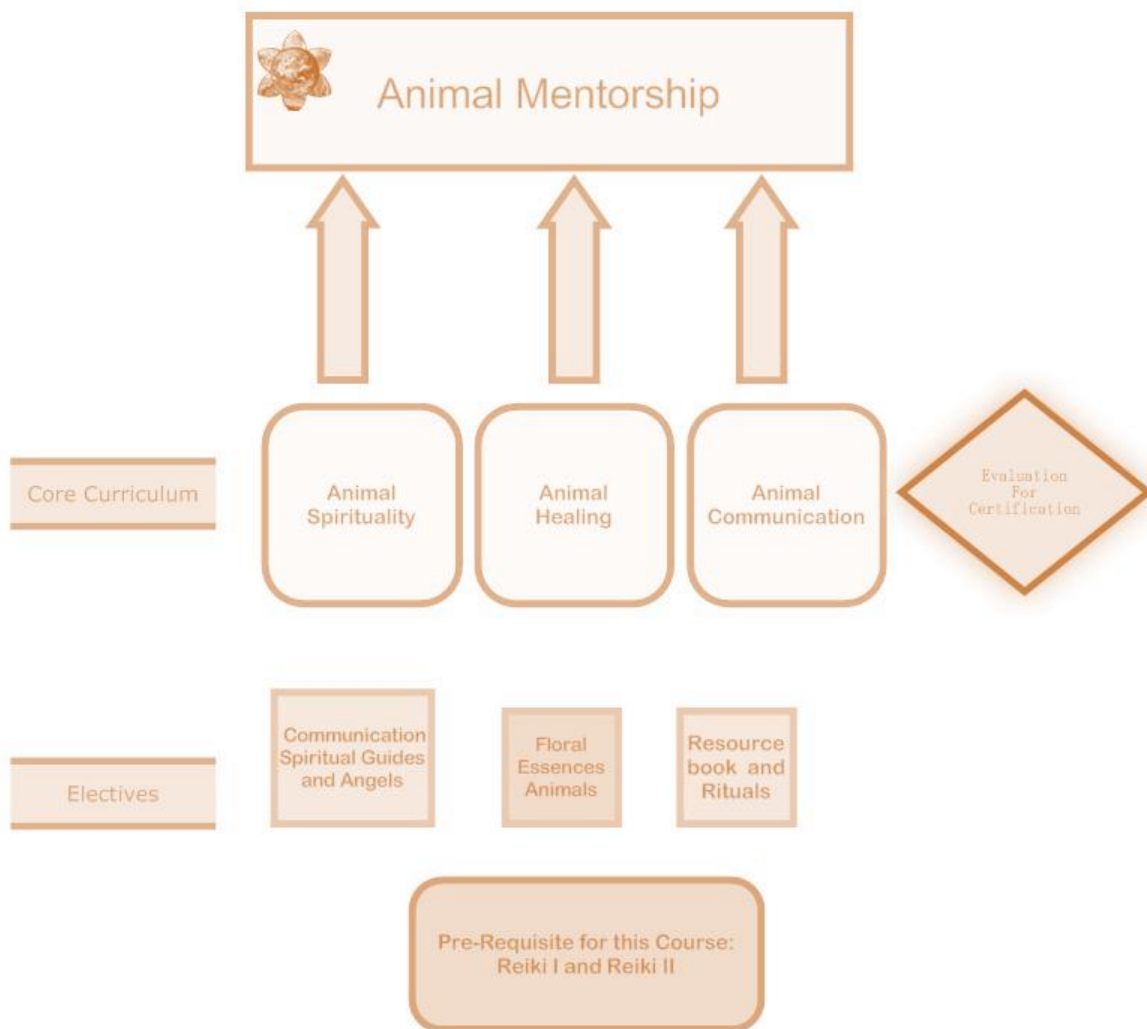 Animal Mentorship
Core Curriculum
Animal
Spirituality
Animal
Healing
Animal
Communication
Evaluation
For
Certification
Electives
Communication
Spiritual Guides
and Angels
Floral
Essences
Animals
Resource
book and
Rituals
Pre-Requisite for this Course:
Reiki I and Reiki II